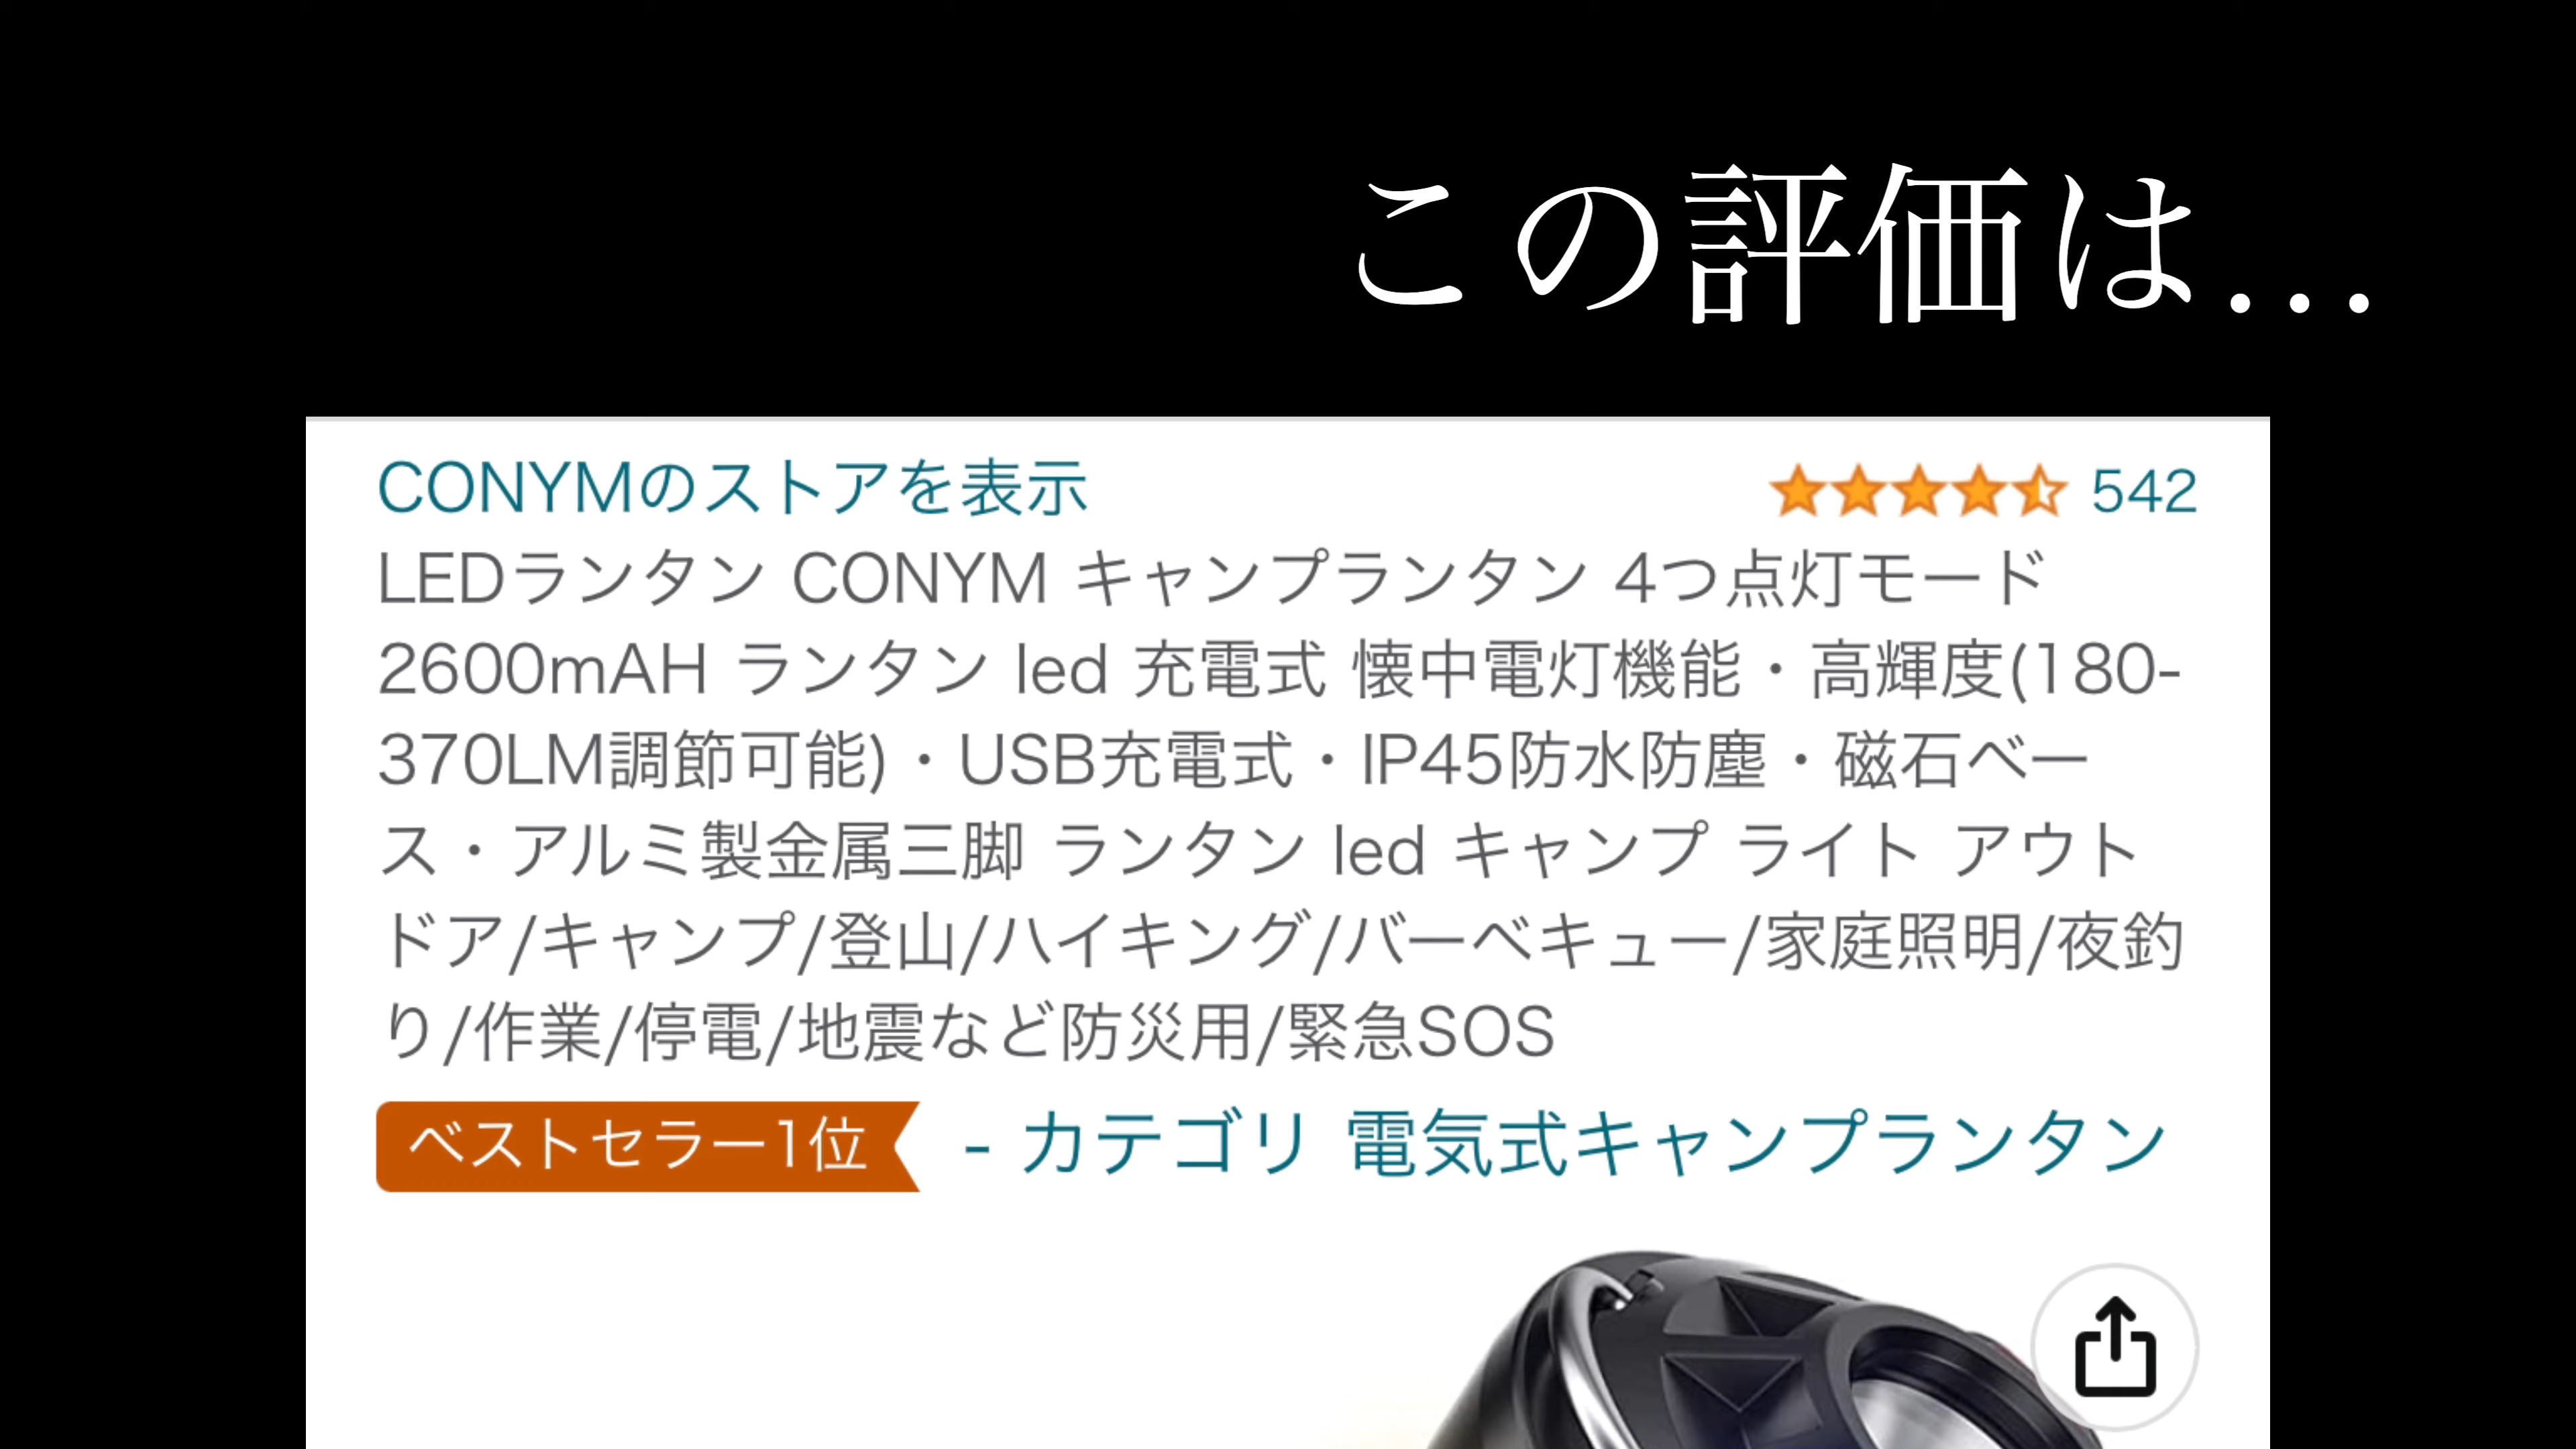 この評価は...
CONYMのストアを表示 542
LEDランタン CONYM キャンプランタン 4つ点灯モード
2600mAH ランタン led 充電式 懐中電灯機能・高輝度(180-
370LM調節可能)・USB充電式・IP45防水防塵・磁石ベー
ス・アルミ製金属三脚 ランタン led キャンプ ライト アウト
ドア/キャンプ/登山/ハイキング/バーベキュー/家庭照明/夜釣
り/作業/停電/地震など防災用/緊急SOS
ベストセラー1位 - カテゴリ 電気式キャンプランタン